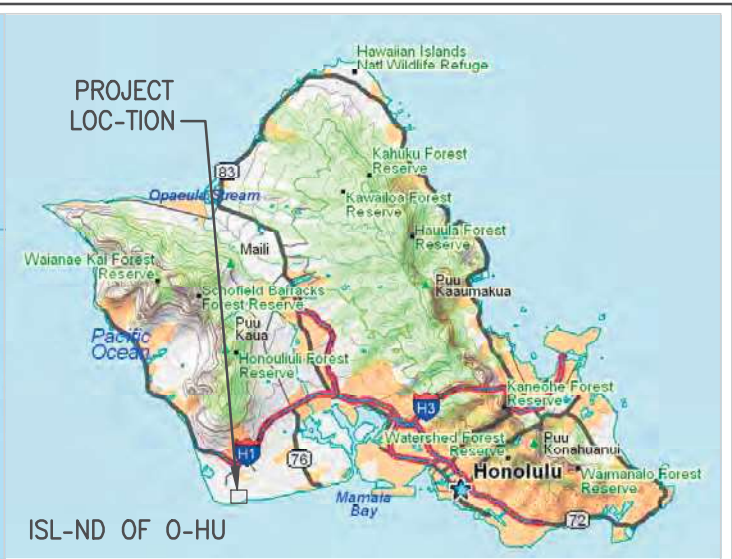 Hawaiian Islands
Natl Wildlife Refuge
PROJECT
LOC-TION
Kahuku Forest
Reserve
83
Opaeula Stream
Kawailoa Forest
Reserve
Hauula Forest
Reserve
Maili
Waianae Kai Forest
Reserve
Schofield Barracks
Forest Reserve
Puu
Kaaumakua
Puu
Kaua
Pacific
Ocean
Honouliuli Forest
Reserve
Kaneohe Forest
Reserve
H3
Watershed Forest
Reserve
Puu
Konahuanui
H1
76
Honolulu
Waimanalo Forest
Reserve
Mamala
Bay
72
ISL-ND OF O-HU